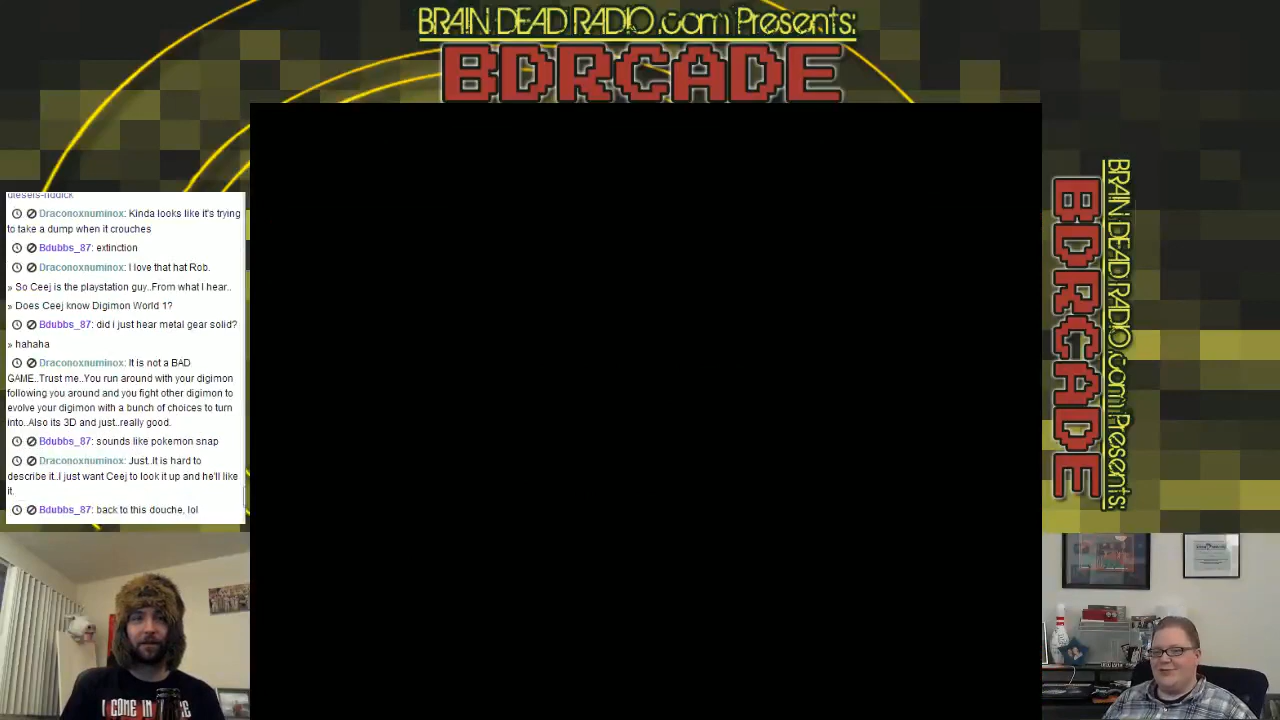 BRAIN DEAD RADIO.com Presents:
BDRCADE
diesels-riddick
Draconoxnuminox: Kinda looks like it's trying
to take a dump when it crouches
Bdubbs_87: extinction
Draconoxnuminox: I love that hat Rob.
» So Ceej is the playstation guy..From what I hear..
» Does Ceej know Digimon World 1?
Bdubbs_87: did i just hear metal gear solid?
» hahaha
Draconoxnuminox: It is not a BAD
GAME..Trust me..You run around with your digimon
following you around and you fight other digimon to
evolve your digimon with a bunch of choices to turn
into..Also its 3D and just..really good.
Bdubbs_87: sounds like pokemon snap
Draconoxnuminox: Just..It is hard to
describe it..I just want Ceej to look it up and he'll like
it.
Bdubbs_87: back to this douche, lol
BRAIN DEAD RADIO.com Presents:
BDRCADE
I COME IN